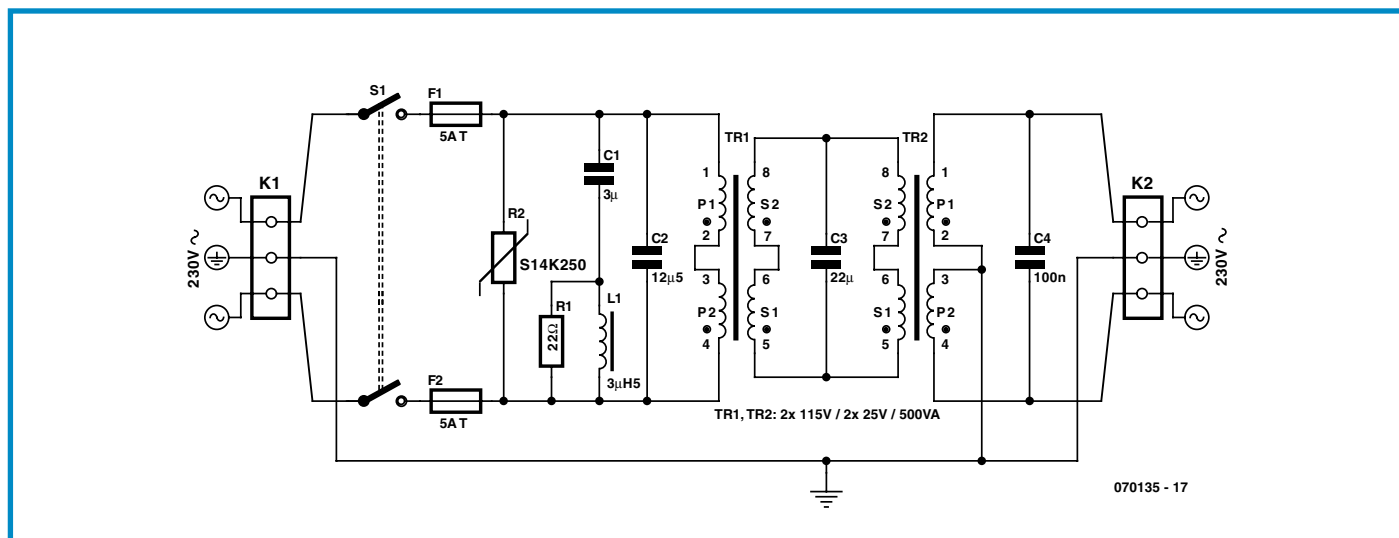 S1
F1
5A T
K1
230V ~
F2
5A T
R2
S14K250
C1
3µ
R1
22Ω
L1
3µH5
C2
12µ5
TR1
1
P1
2
3
P2
4
8
S2
7
6
S1
5
C3
22µ
TR2
8
S2
7
6
S1
5
1
P1
2
3
P2
4
C4
100n
K2
230V ~
TR1, TR2: 2x 115V / 2x 25V / 500VA
070135 - 17